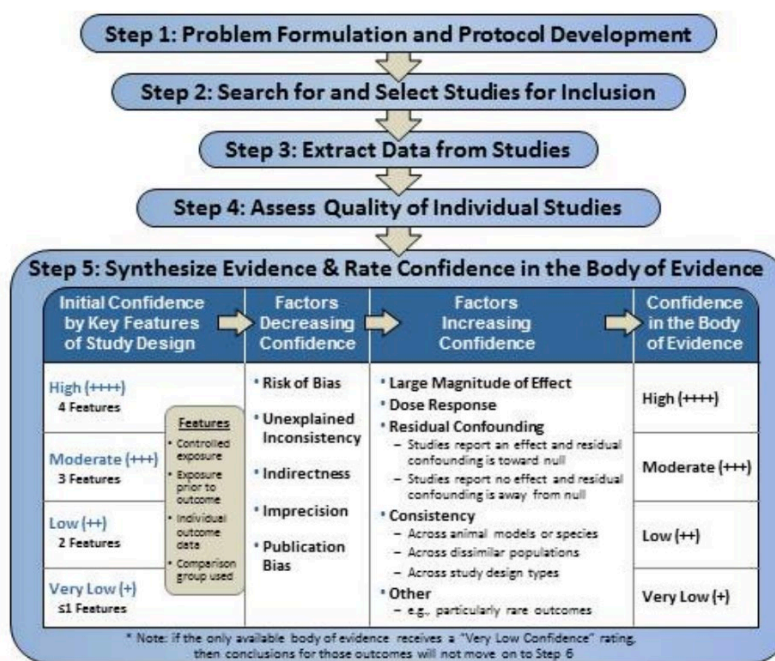 Step 1: Problem Formulation and Protocol Development
Step 2: Search for and Select Studies for Inclusion
Step 3: Extract Data from Studies
Step 4: Assess Quality of Individual Studies
Step 5: Synthesize Evidence & Rate Confidence in the Body of Evidence
Initial Confidence
by Key Features
of Study Design
Factors
Decreasing
Confidence
Factors
Increasing
Confidence
Confidence
in the Body
of Evidence
High (++++)
4 Features
Moderate (+++)
3 Features
Low (++)
2 Features
Very Low (+)
≤1 Features
Features
• Controlled
exposure
• Exposure
prior to
outcome
• Individual
outcome
data
• Comparison
group used
• Risk of Bias
• Unexplained
Inconsistency
• Indirectness
• Imprecision
• Publication
Bias
• Large Magnitude of Effect
• Dose Response
• Residual Confounding
– Studies report an effect and residual
confounding is toward null
– Studies report no effect and residual
confounding is away from null
• Consistency
– Across animal models or species
– Across dissimilar populations
– Across study design types
• Other
– e.g., particularly rare outcomes
High (++++)
Moderate (+++)
Low (++)
Very Low (+)
* Note: if the only available body of evidence receives a "Very Low Confidence" rating,
then conclusions for those outcomes will not move on to Step 6